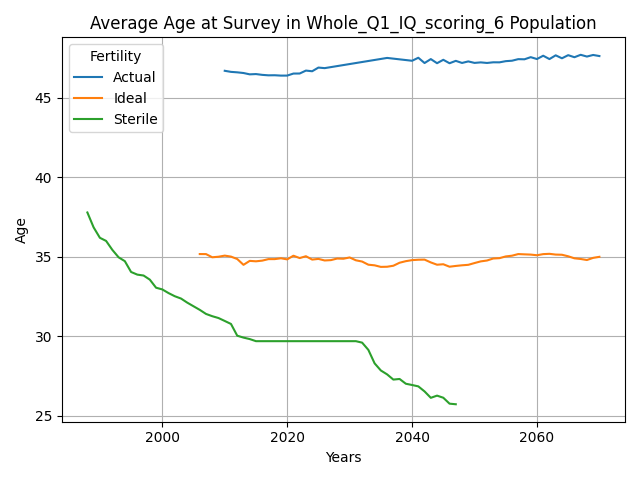 Average Age at Survey in Whole_Q1_IQ_scoring_6 Population
Fertility
Actual
Ideal
Sterile
45
40
35
30
25
Age
2000
2020
2040
2060
Years